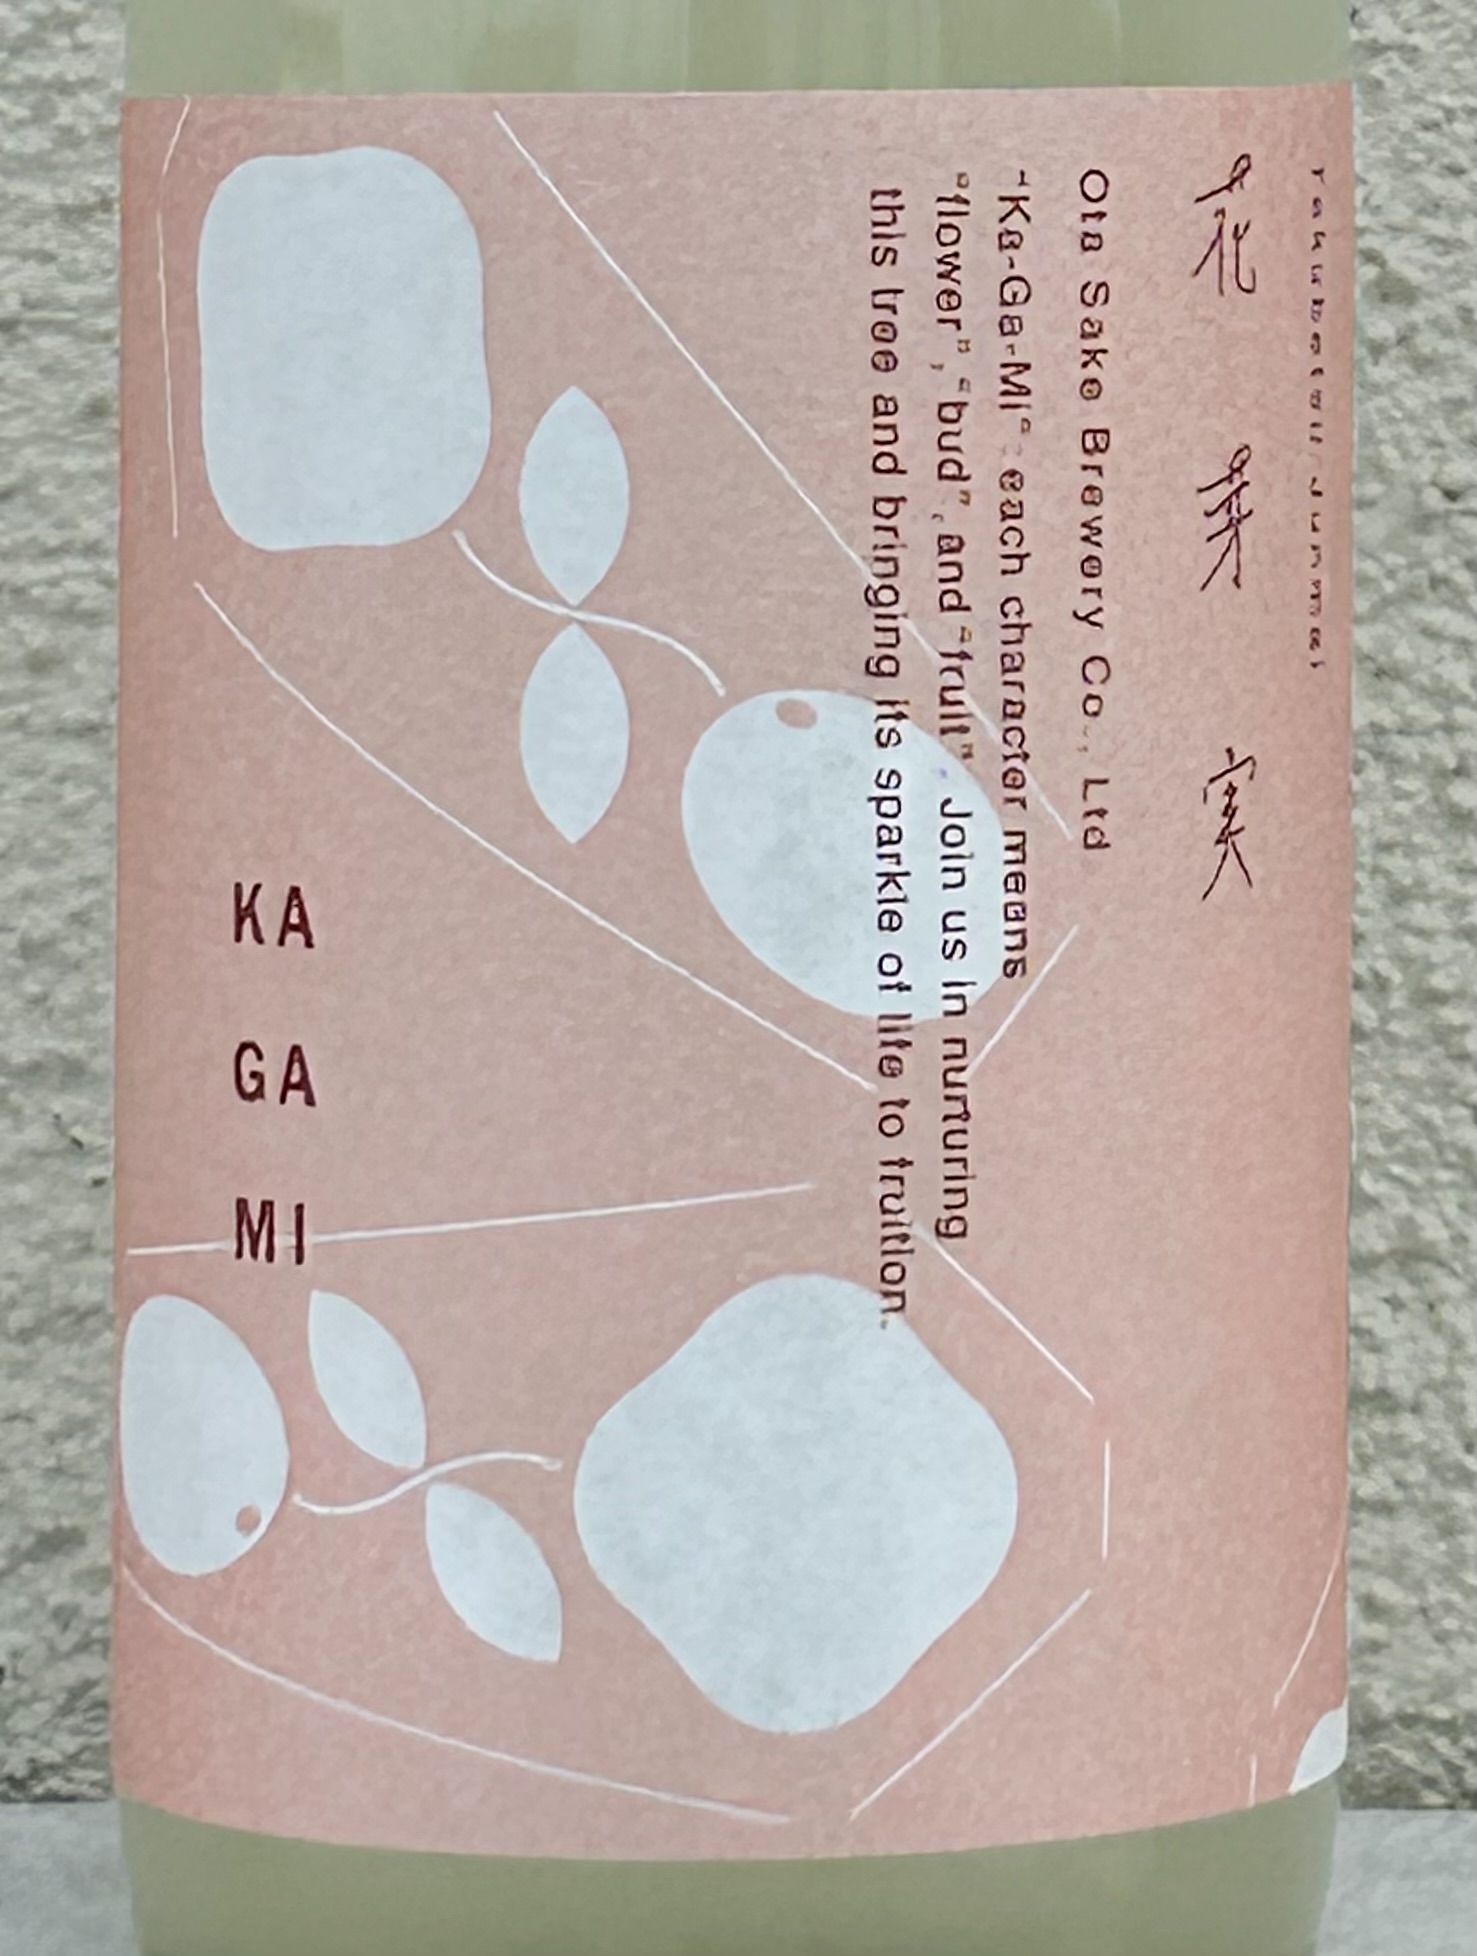 花 芽 実
Ota Sake Brewery Co., Ltd
"Ka-Ga-Mi" : each character means
"flower", "bud", and "fruit". Join us in nurturing
this tree and bringing its sparkle of life to fruition.
KA
GA
MI